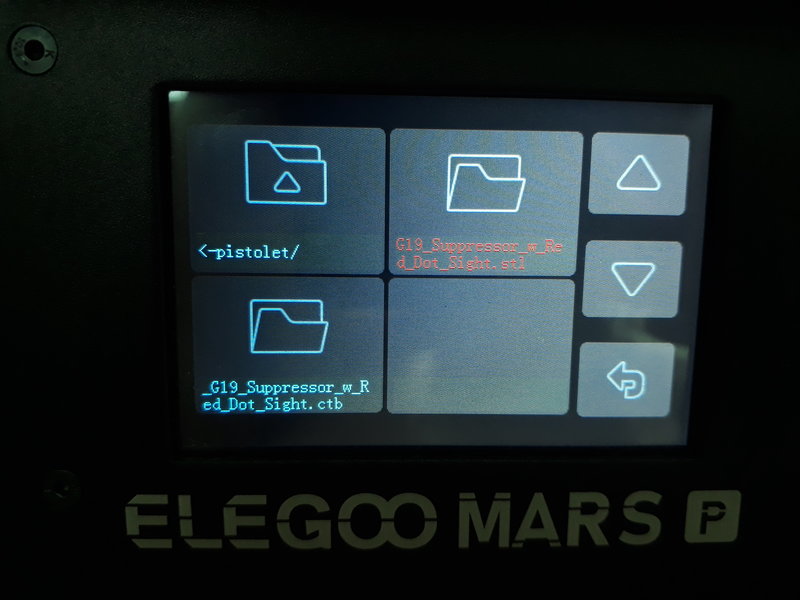 <-pistolet/
G19_Suppressor_w_Re
d_Dot_Sight.stl
_G19_Suppressor_w_R
ed_Dot_Sight.ctb
ELEGOO MARS P